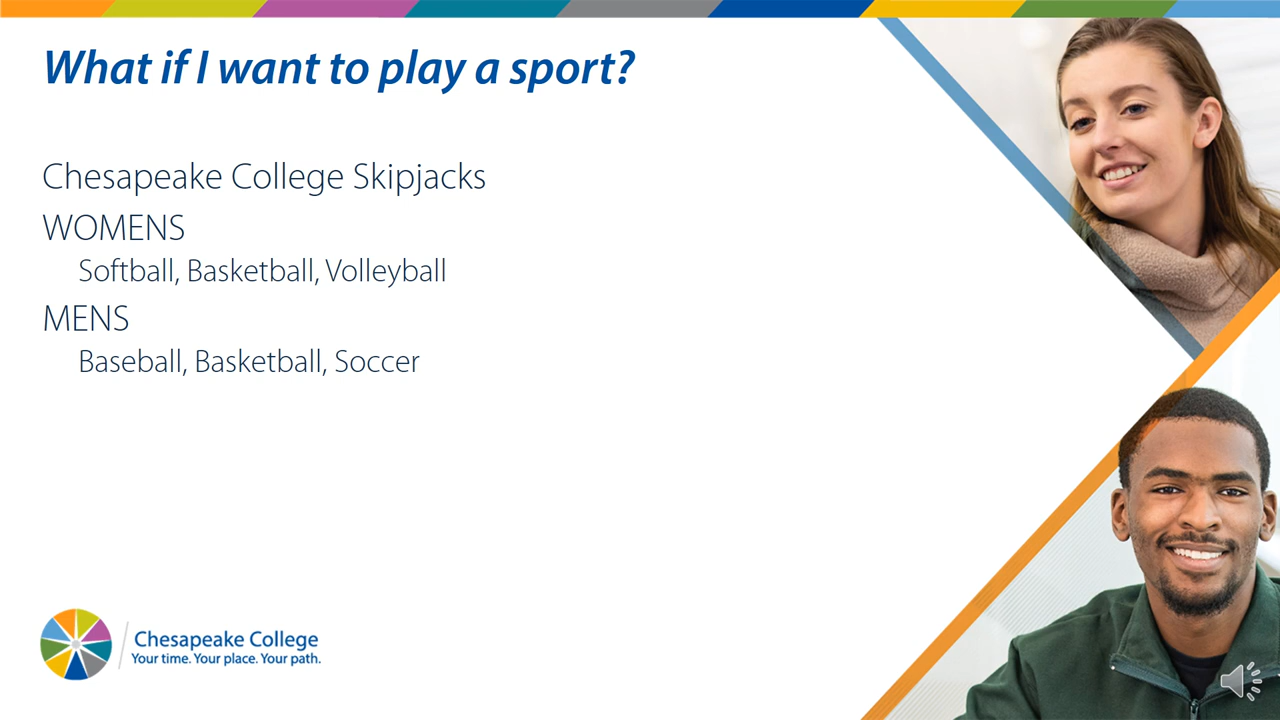 What if I want to play a sport?
Chesapeake College Skipjacks
WOMENS
Softball, Basketball, Volleyball
MENS
Baseball, Basketball, Soccer
Chesapeake College
Your time. Your place. Your path.